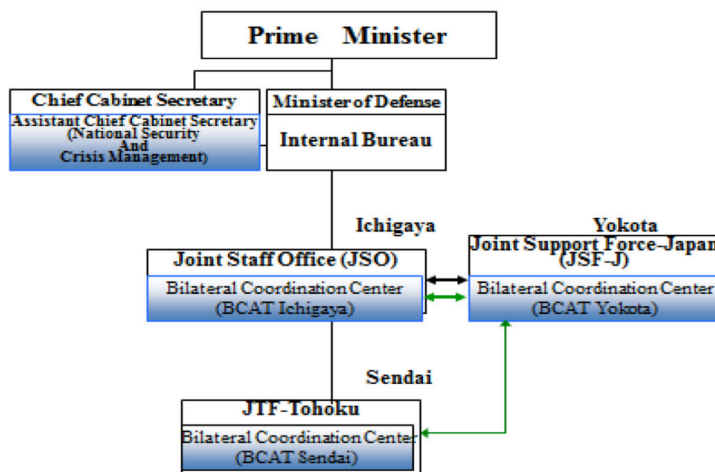 Prime Minister
Chief Cabinet Secretary
Assistant Chief Cabinet Secretary
(National Security
And
Crisis Management)
Minister of Defense
Internal Bureau
Ichigaya
Yokota
Joint Staff Office (JSO)
Bilateral Coordination Center
(BCAT Ichigaya)
Joint Support Force-Japan
(JSF-J)
Bilateral Coordination Center
(BCAT Yokota)
Sendai
JTF-Tohoku
Bilateral Coordination Center
(BCAT Sendai)